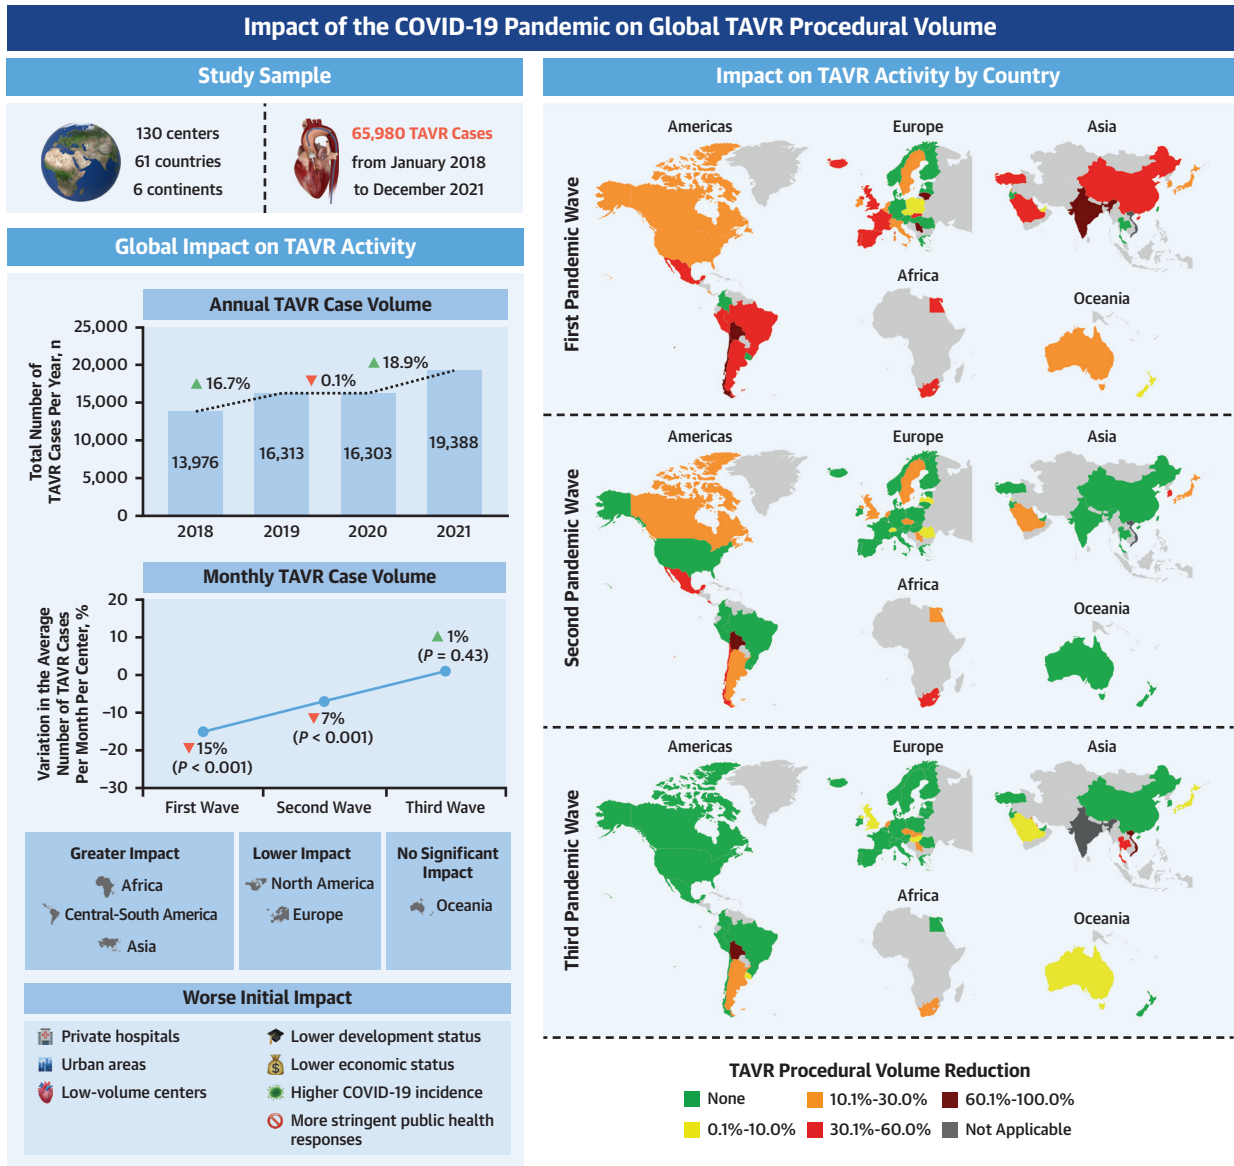 Impact of the COVID-19 Pandemic on Global TAVR Procedural Volume
Study Sample
130 centers
61 countries
6 continents
65,980 TAVR Cases
from January 2018
to December 2021
Global Impact on TAVR Activity
Annual TAVR Case Volume
Total Number of
TAVR Cases Per Year, n
25,000
20,000
15,000
10,000
5,000
0
16.7%
0.1%
18.9%
13,976
16,313
16,303
19,388
2018
2019
2020
2021
Monthly TAVR Case Volume
Variation in the Average
Number of TAVR Cases
Per Month Per Center, %
20
10
0
−10
−20
−30
15%
(P < 0.001)
7%
(P < 0.001)
1%
(P = 0.43)
First Wave
Second Wave
Third Wave
Greater Impact
Africa
Central-South America
Asia
Lower Impact
North America
Europe
No Significant
Impact
Oceania
Worse Initial Impact
Private hospitals
Urban areas
Low-volume centers
Lower development status
Lower economic status
Higher COVID-19 incidence
More stringent public health
responses
Impact on TAVR Activity by Country
First Pandemic Wave
Americas
Europe
Asia
Africa
Oceania
Second Pandemic Wave
Americas
Europe
Asia
Africa
Oceania
Third Pandemic Wave
Americas
Europe
Asia
Africa
Oceania
TAVR Procedural Volume Reduction
None
10.1%-30.0%
60.1%-100.0%
0.1%-10.0%
30.1%-60.0%
Not Applicable